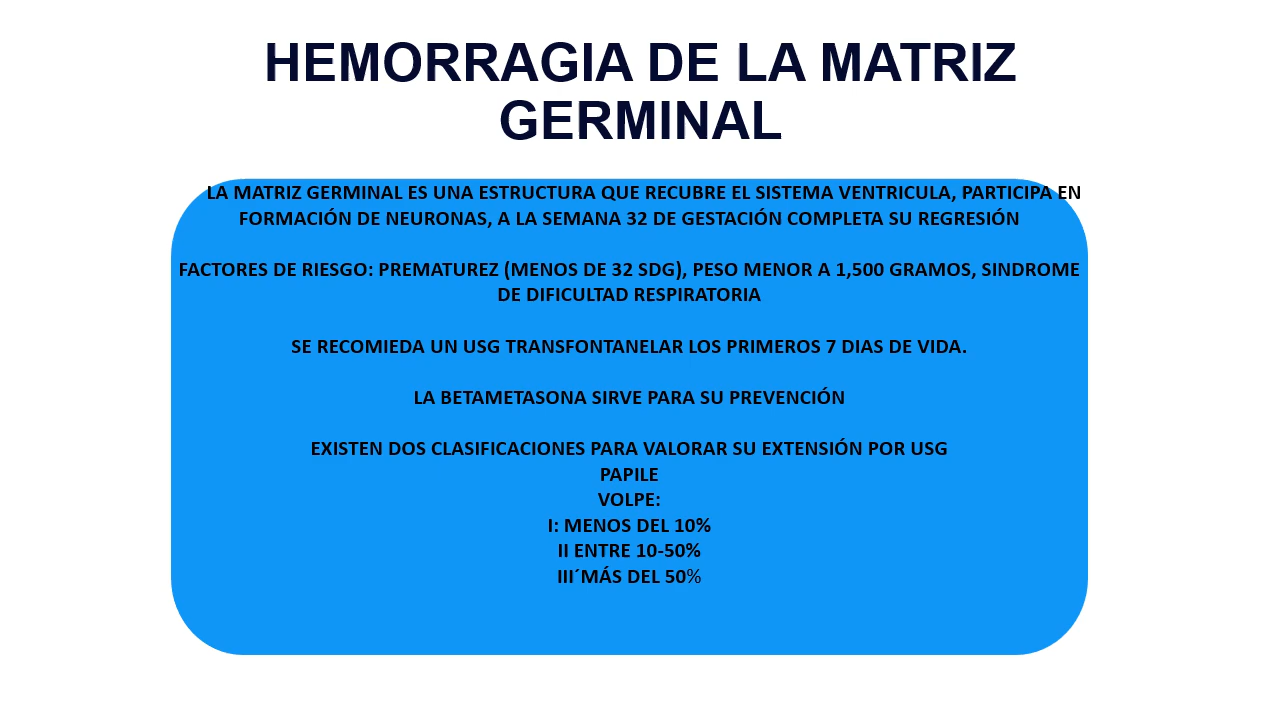 HEMORRAGIA DE LA MATRIZ
GERMINAL
LA MATRIZ GERMINAL ES UNA ESTRUCTURA QUE RECUBRE EL SISTEMA VENTRICULA, PARTICIPA EN
FORMACIÓN DE NEURONAS, A LA SEMANA 32 DE GESTACIÓN COMPLETA SU REGRESIÓN
FACTORES DE RIESGO: PREMATUREZ (MENOS DE 32 SDG), PESO MENOR A 1,500 GRAMOS, SINDROME
DE DIFICULTAD RESPIRATORIA
SE RECOMIEDA UN USG TRANSFONTANELAR LOS PRIMEROS 7 DIAS DE VIDA.
LA BETAMETASONA SIRVE PARA SU PREVENCIÓN
EXISTEN DOS CLASIFICACIONES PARA VALORAR SU EXTENSIÓN POR USG
PAPILE
VOLPE:
I: MENOS DEL 10%
II ENTRE 10-50%
III´MÁS DEL 50%